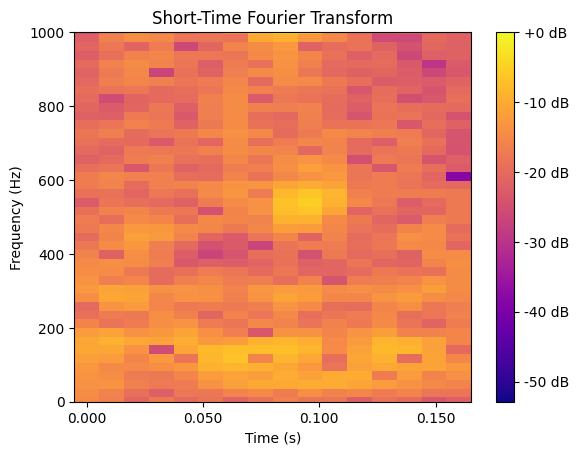 Short-Time Fourier Transform
1000
800
600
400
200
0
Frequency (Hz)
0.000
0.050
0.100
0.150
Time (s)
+0 dB
-10 dB
-20 dB
-30 dB
-40 dB
-50 dB